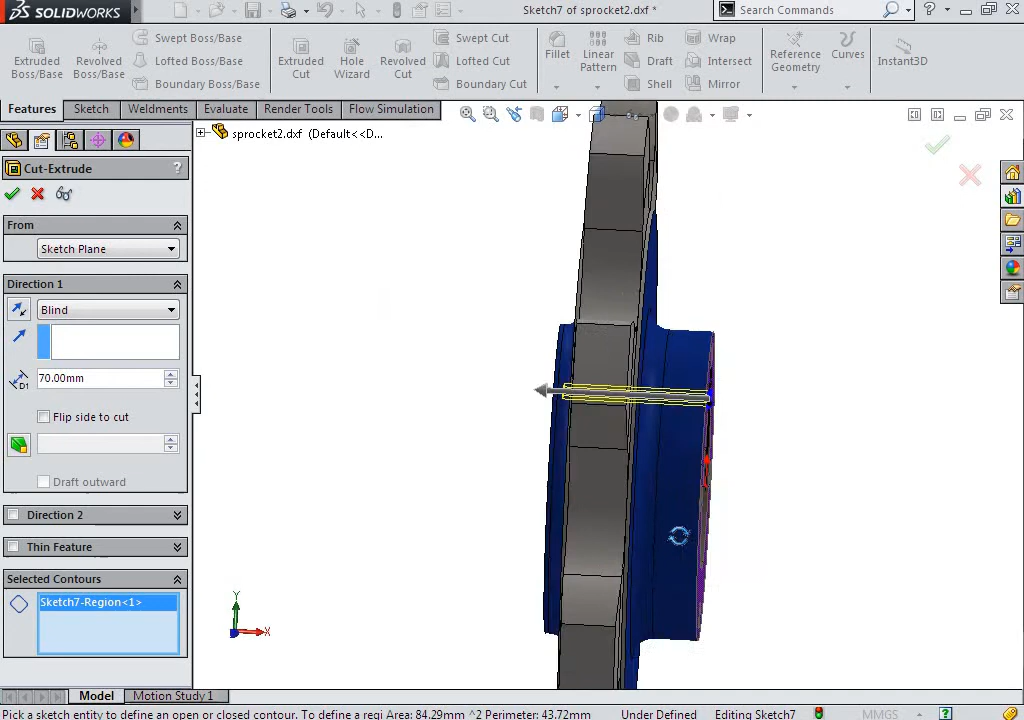 SOLIDWORKS
Sketch7 of sprocket2.dxf *
Search Commands
Extruded Boss/Base
Revolved Boss/Base
Swept Boss/Base
Lofted Boss/Base
Boundary Boss/Base
Extruded Cut
Hole Wizard
Revolved Cut
Swept Cut
Lofted Cut
Boundary Cut
Fillet
Linear Pattern
Rib
Draft
Shell
Wrap
Intersect
Mirror
Reference Geometry
Curves
Instant3D
Features
Sketch
Weldments
Evaluate
Render Tools
Flow Simulation
sprocket2.dxf (Default<<D...
Cut-Extrude
?
From
Sketch Plane
Direction 1
Blind
D1
70.00mm
Flip side to cut
Draft outward
Direction 2
Thin Feature
Selected Contours
Sketch7-Region<1>
Y
X
Model
Motion Study 1
Pick a sketch entity to define an open or closed contour. To define a regi Area: 84.29mm ^2 Perimeter: 43.72mm
Under Defined
Editing Sketch7
MMGS
?